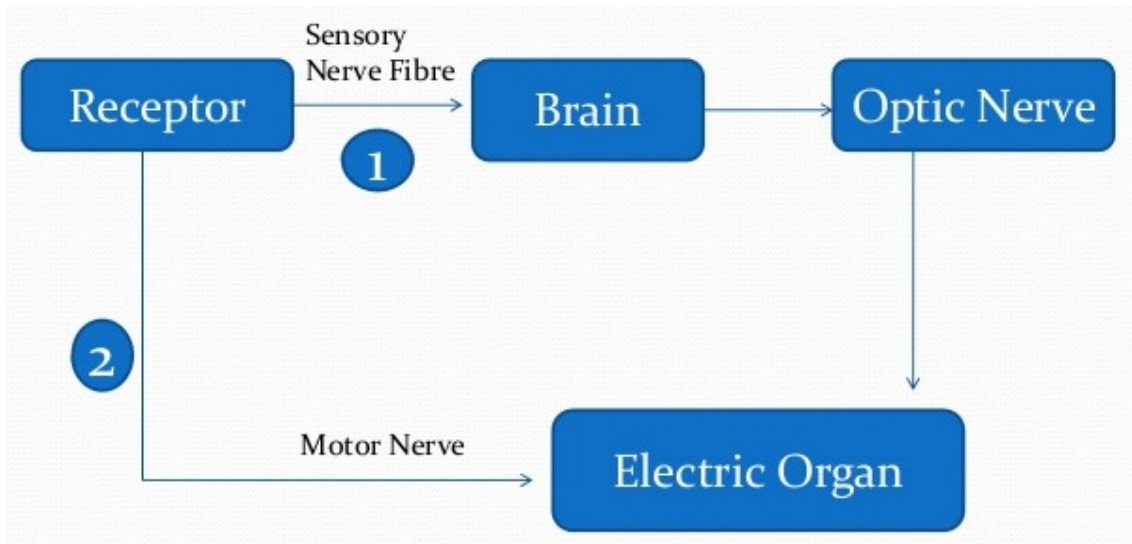 Sensory
Nerve Fibre
Receptor
Brain
Optic Nerve
1
2
Motor Nerve
Electric Organ